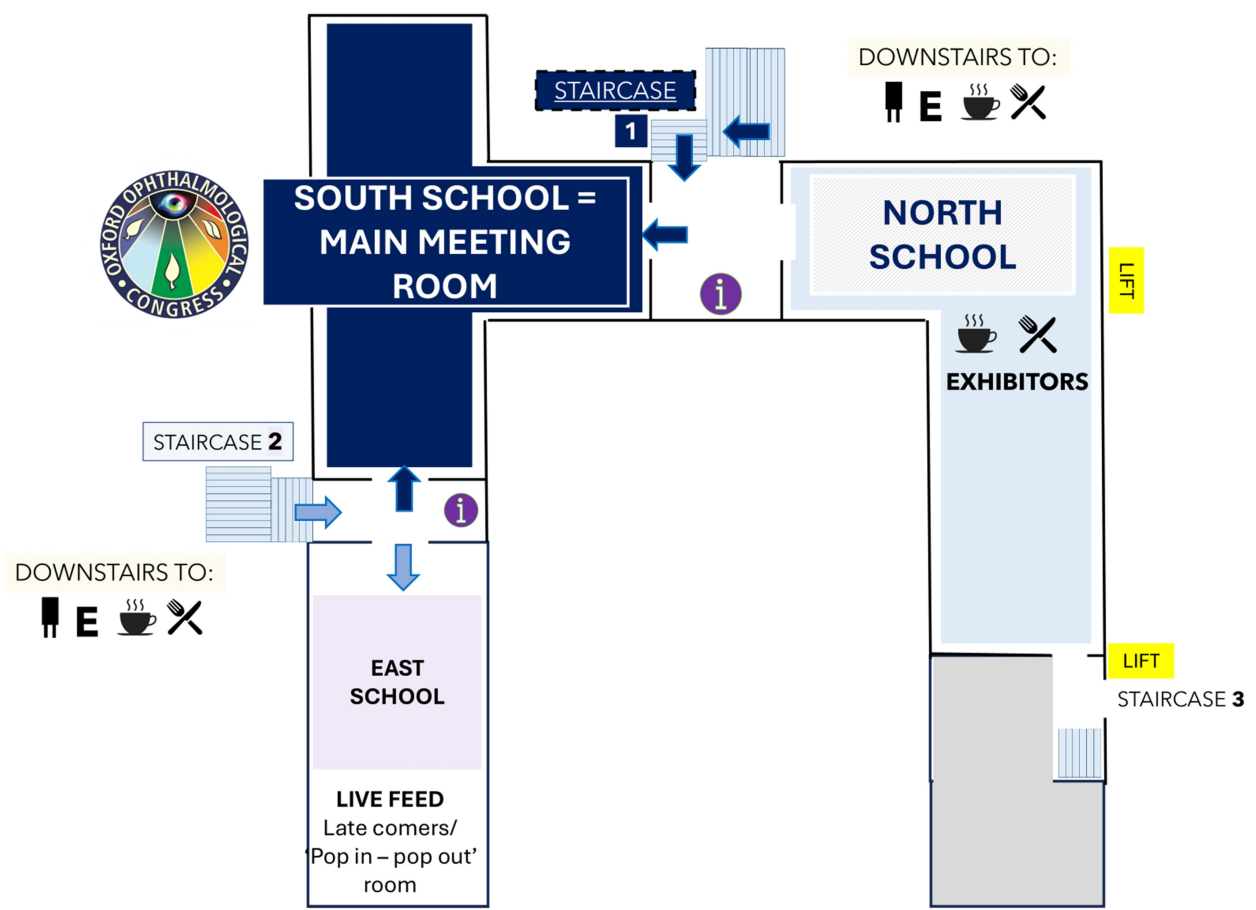 STAIRCASE
1
DOWNSTAIRS TO:
E
OXFORD OPHTHALMOLOGICAL
• CONGRESS •
SOUTH SCHOOL =
MAIN MEETING
ROOM
i
NORTH
SCHOOL
LIFT
EXHIBITORS
STAIRCASE 2
i
DOWNSTAIRS TO:
E
EAST
SCHOOL
LIFT
STAIRCASE 3
LIVE FEED
Late comers/
'Pop in – pop out'
room